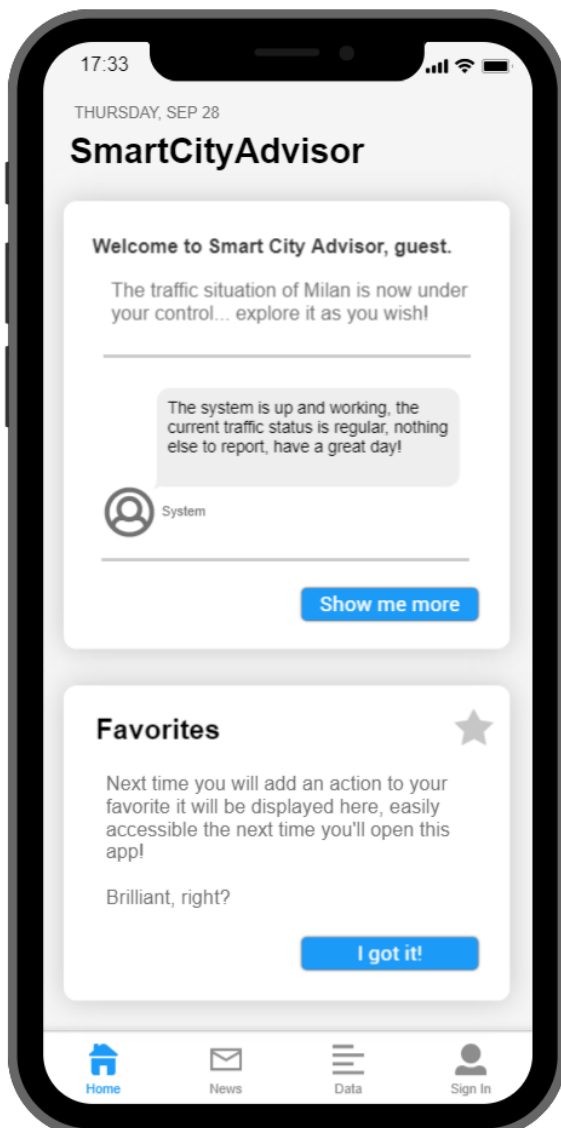 17:33
THURSDAY, SEP 28
SmartCityAdvisor
Welcome to Smart City Advisor, guest.
The traffic situation of Milan is now under
your control... explore it as you wish!
The system is up and working, the
current traffic status is regular, nothing
else to report, have a great day!
System
Show me more
Favorites
Next time you will add an action to your
favorite it will be displayed here, easily
accessible the next time you'll open this
app!
Brilliant, right?
I got it!
Home
News
Data
Sign In